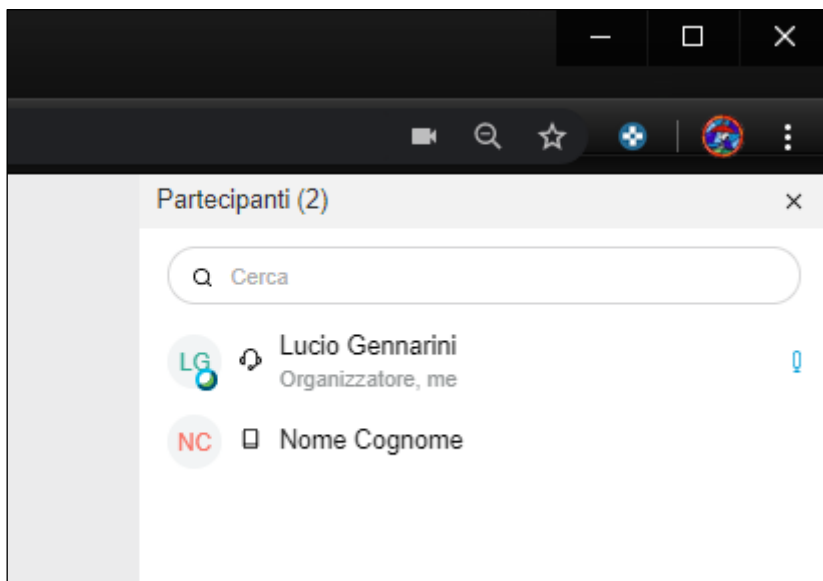 Partecipanti (2)
Cerca
LG
Lucio Gennarini
Organizzatore, me
NC
Nome Cognome